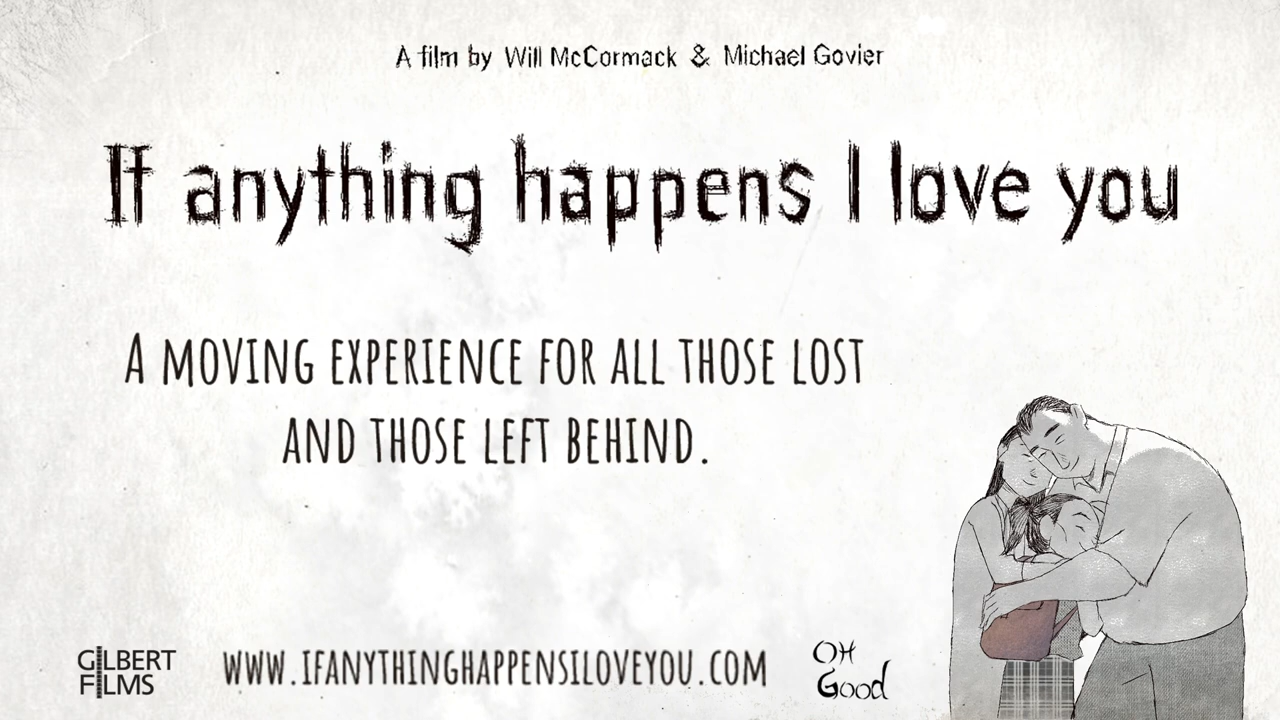 A film by Will McCormack & Michael Govier
If anything happens I love you
A MOVING EXPERIENCE FOR ALL THOSE LOST
AND THOSE LEFT BEHIND.
GILBERT
FILMS
WWW.IFANYTHINGHAPPENSILOVEYOU.COM
OH
Good